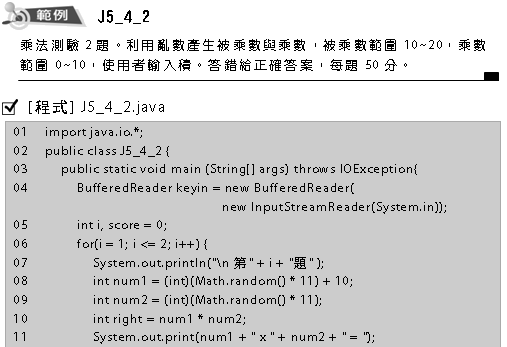 範例 J5_4_2
乘法測驗 2 題。利用亂數產生被乘數與乘數，被乘數範圍 10~20，乘數
範圍 0~10，使用者輸入積。答錯給正確答案，每題 50 分。
[程式] J5_4_2.java
01 import java.io.*;
02 public class J5_4_2 {
03 public static void main (String[] args) throws IOException{
04 BufferedReader keyin = new BufferedReader(
new InputStreamReader(System.in));
05 int i, score = 0;
06 for(i = 1; i <= 2; i++) {
07 System.out.println("\n 第" + i + "題");
08 int num1 = (int)(Math.random() * 11) + 10;
09 int num2 = (int)(Math.random() * 11);
10 int right = num1 * num2;
11 System.out.print(num1 + " x " + num2 + " = ");